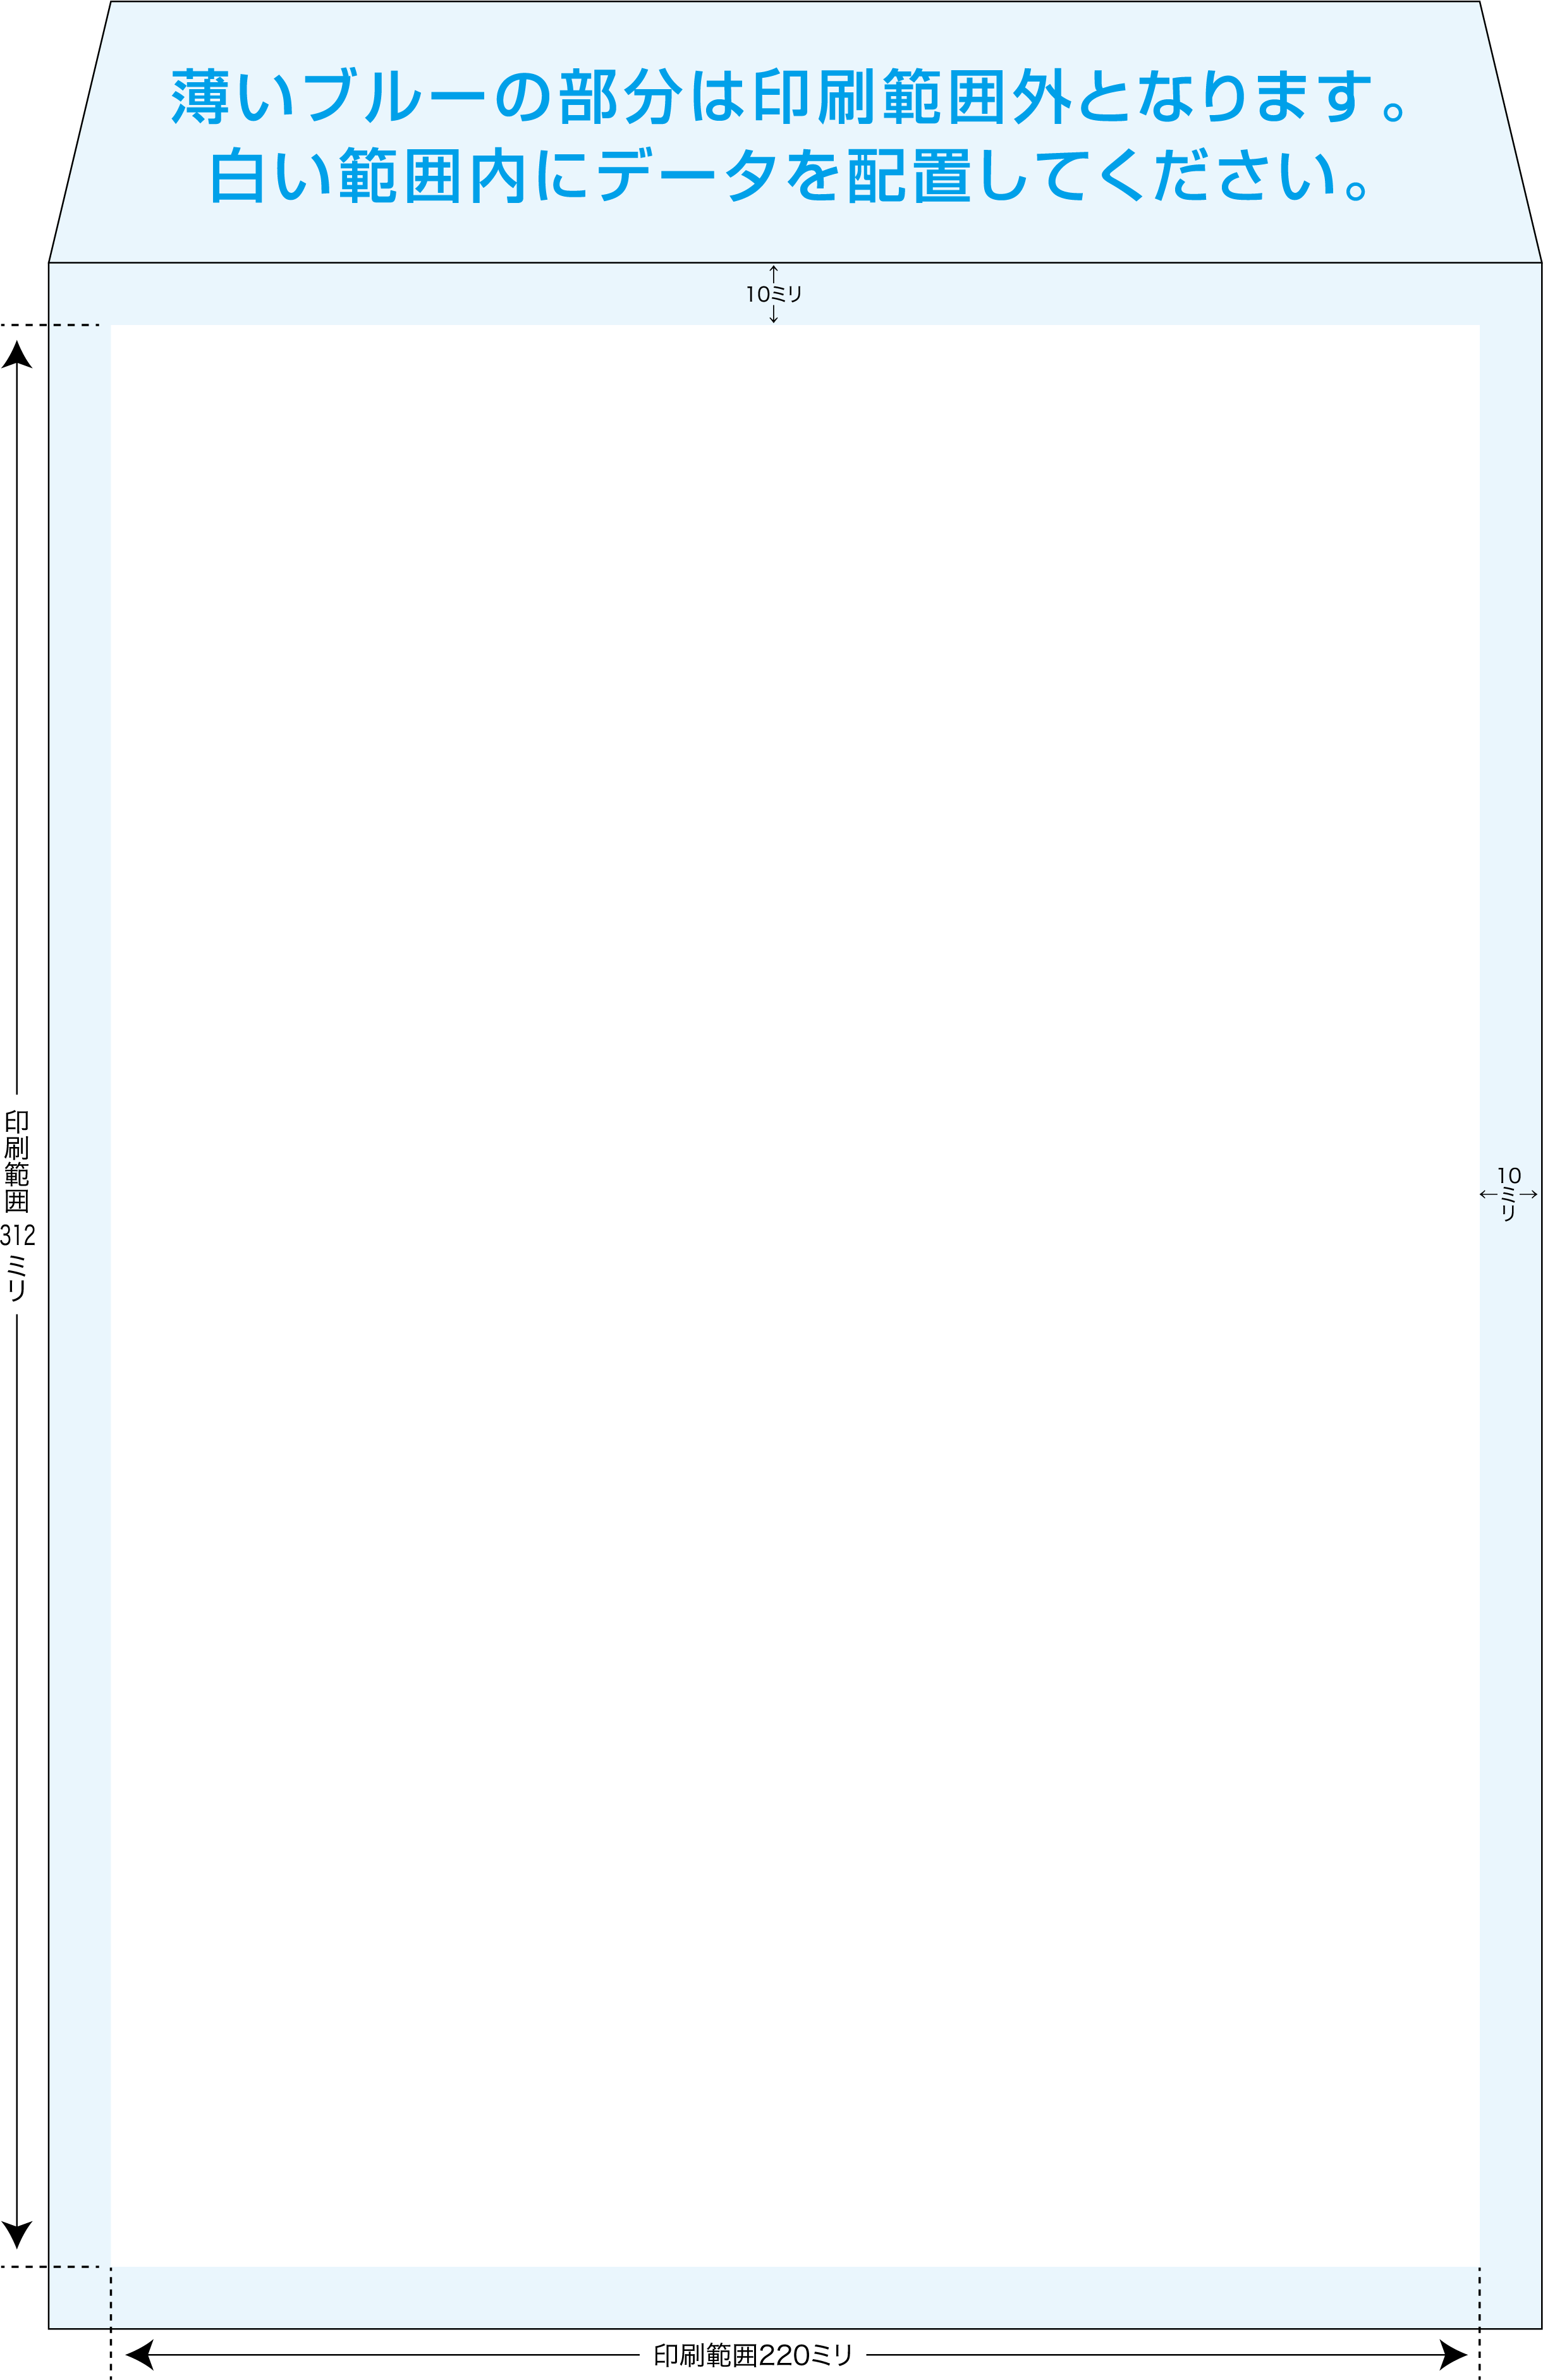 薄いブルーの部分は印刷範囲外となります。
白い範囲内にデータを配置してください。
10ミリ
印刷範囲312ミリ
10ミリ
印刷範囲220ミリ